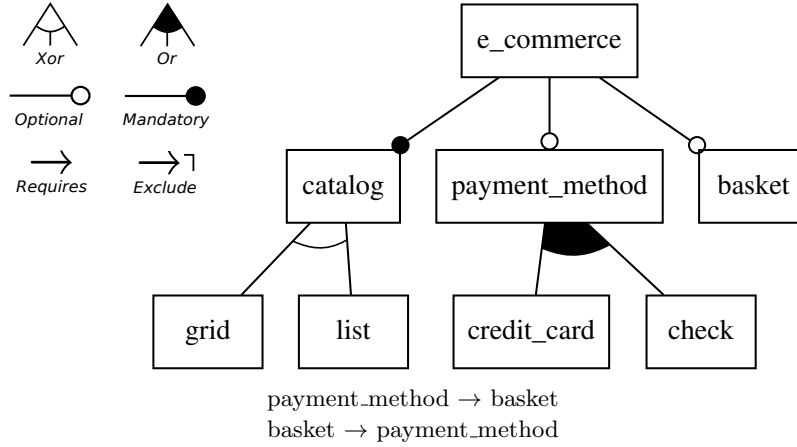 Xor
Or
Optional
Mandatory
Requires
Exclude
e_commerce
catalog
payment_method
basket
grid
list
credit_card
check
payment_method → basket
basket → payment_method